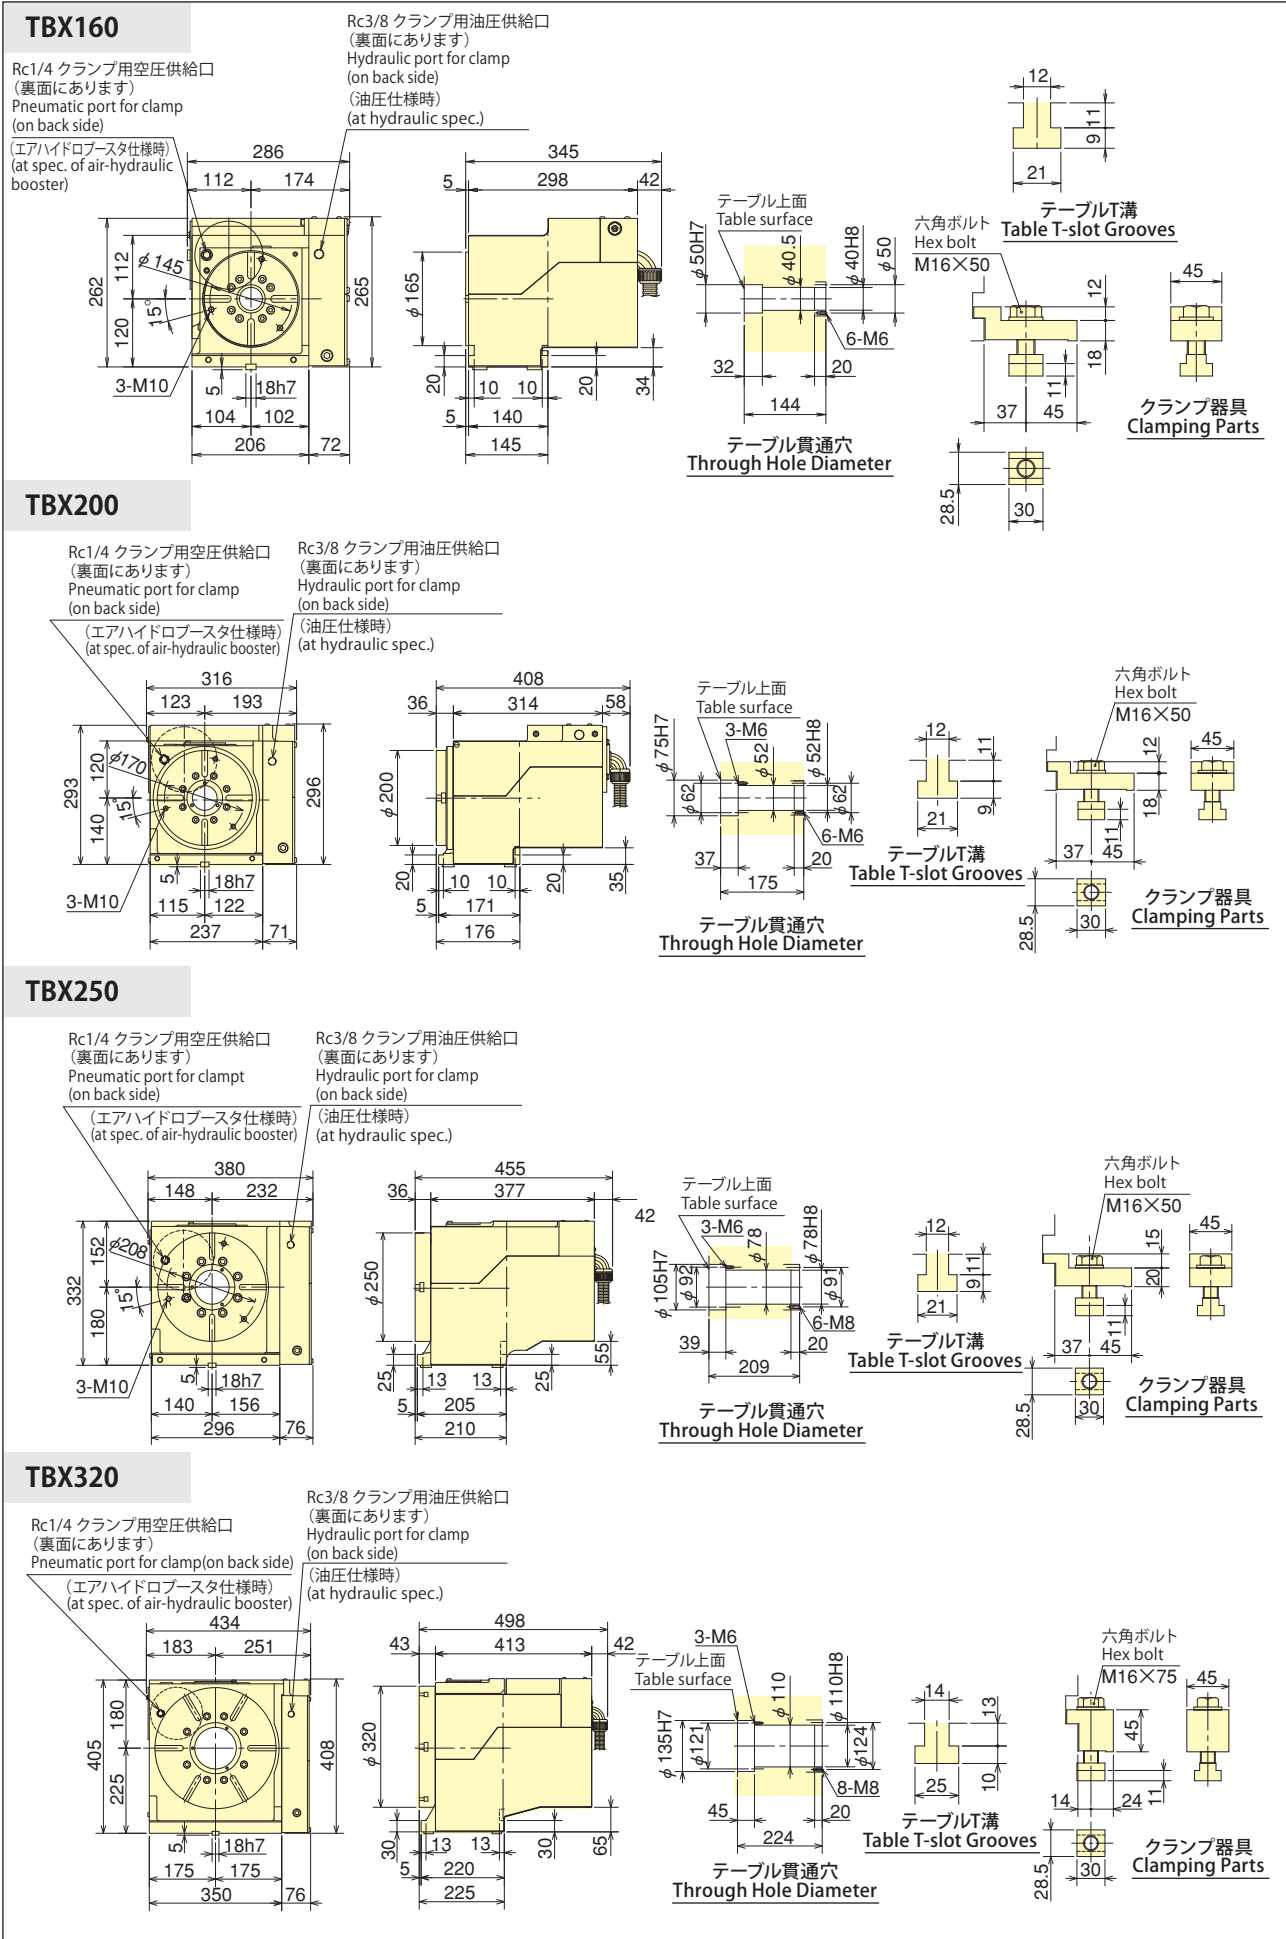 TBX160
Rc1/4 クランプ用空圧供給口
（裏面にあります）
Pneumatic port for clamp
(on back side)
（エアハイドロブースタ仕様時）
(at spec. of air-hydraulic
booster)
Rc3/8 クランプ用油圧供給口
（裏面にあります）
Hydraulic port for clamp
(on back side)
（油圧仕様時）
(at hydraulic spec.)
286
112
174
262
112
120
φ145
15°
265
3-M10
5
18h7
104
102
206
72
345
5
298
42
φ165
20
10
10
20
34
5
140
145
テーブル上面
Table surface
φ50H7
φ40.5
φ40H8
φ50
6-M6
32
20
144
テーブル貫通穴
Through Hole Diameter
12
11
9
21
テーブルT溝
Table T-slot Grooves
六角ボルト
Hex bolt
M16×50
12
18
11
37
45
45
28.5
30
クランプ器具
Clamping Parts
TBX200
Rc1/4 クランプ用空圧供給口
（裏面にあります）
Pneumatic port for clamp
(on back side)
（エアハイドロブースタ仕様時）
(at spec. of air-hydraulic booster)
Rc3/8 クランプ用油圧供給口
（裏面にあります）
Hydraulic port for clamp
(on back side)
（油圧仕様時）
(at hydraulic spec.)
316
123
193
293
120
140
φ170
15°
296
3-M10
5
18h7
115
122
237
71
408
36
314
58
φ200
20
10
10
20
35
5
171
176
テーブル上面
Table surface
3-M6
φ75H7
φ62
φ52
φ52H8
φ62
6-M6
37
20
175
テーブル貫通穴
Through Hole Diameter
12
11
9
21
テーブルT溝
Table T-slot Grooves
六角ボルト
Hex bolt
M16×50
12
18
11
37
45
45
28.5
30
クランプ器具
Clamping Parts
TBX250
Rc1/4 クランプ用空圧供給口
（裏面にあります）
Pneumatic port for clampt
(on back side)
（エアハイドロブースタ仕様時）
(at spec. of air-hydraulic booster)
Rc3/8 クランプ用油圧供給口
（裏面にあります）
Hydraulic port for clamp
(on back side)
（油圧仕様時）
(at hydraulic spec.)
380
148
232
332
152
180
φ208
15°
3-M10
5
18h7
140
156
296
76
455
36
377
42
φ250
25
13
13
25
55
5
205
210
テーブル上面
Table surface
3-M6
φ105H7
φ92
φ78
φ78H8
φ91
6-M8
39
20
209
テーブル貫通穴
Through Hole Diameter
12
11
9
21
テーブルT溝
Table T-slot Grooves
六角ボルト
Hex bolt
M16×50
15
20
11
37
45
45
28.5
30
クランプ器具
Clamping Parts
TBX320
Rc1/4 クランプ用空圧供給口
（裏面にあります）
Pneumatic port for clamp(on back side)
（エアハイドロブースタ仕様時）
(at spec. of air-hydraulic booster)
Rc3/8 クランプ用油圧供給口
（裏面にあります）
Hydraulic port for clamp
(on back side)
（油圧仕様時）
(at hydraulic spec.)
434
183
251
405
180
225
408
5
18h7
175
175
350
76
498
43
413
42
φ320
30
13
13
30
65
5
220
225
3-M6
テーブル上面
Table surface
φ135H7
φ121
φ110
φ110H8
φ124
8-M8
45
20
224
テーブル貫通穴
Through Hole Diameter
14
13
10
25
テーブルT溝
Table T-slot Grooves
六角ボルト
Hex bolt
M16×75
45
45
11
14
24
28.5
30
クランプ器具
Clamping Parts